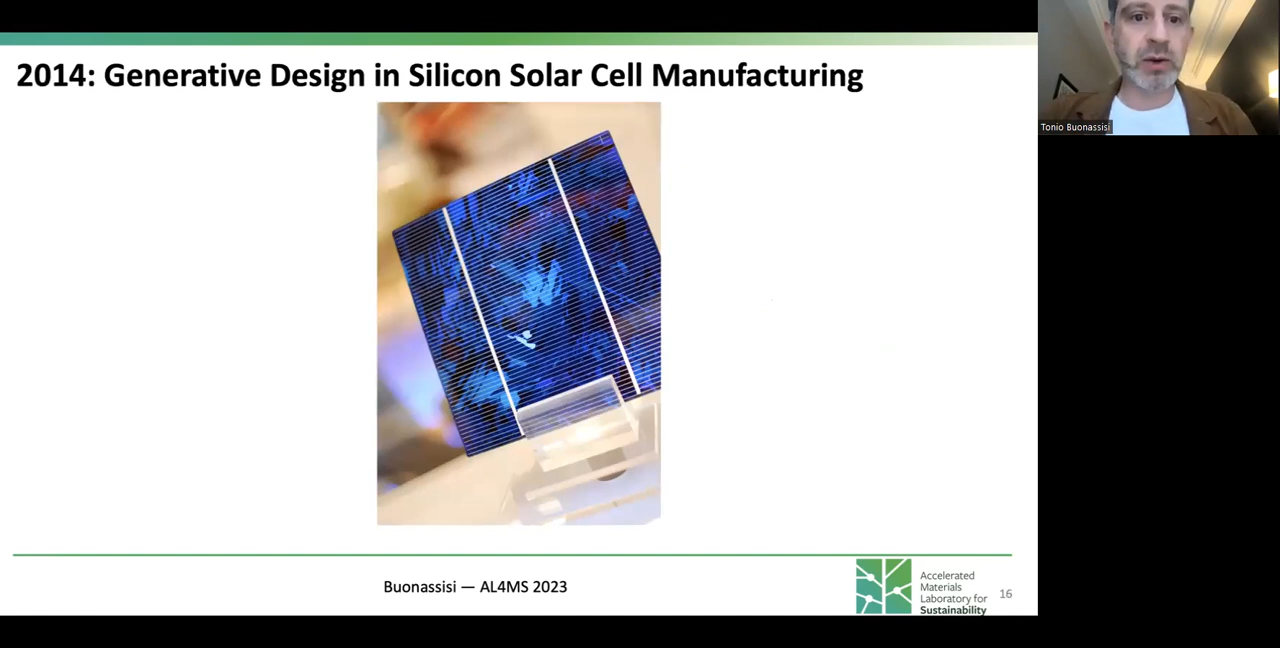 2014: Generative Design in Silicon Solar Cell Manufacturing
Tonio Buonassisi
Buonassisi — AL4MS 2023
Accelerated
Materials
Laboratory for
Sustainability
16